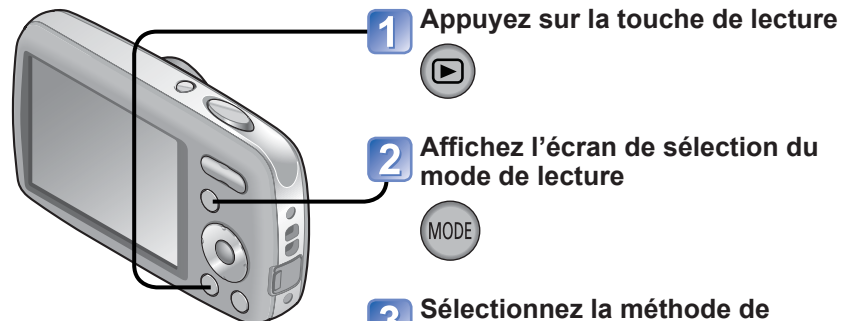 1 Appuyez sur la touche de lecture
2 Affichez l'écran de sélection du
mode de lecture
MODE
3 Sélectionnez la méthode de